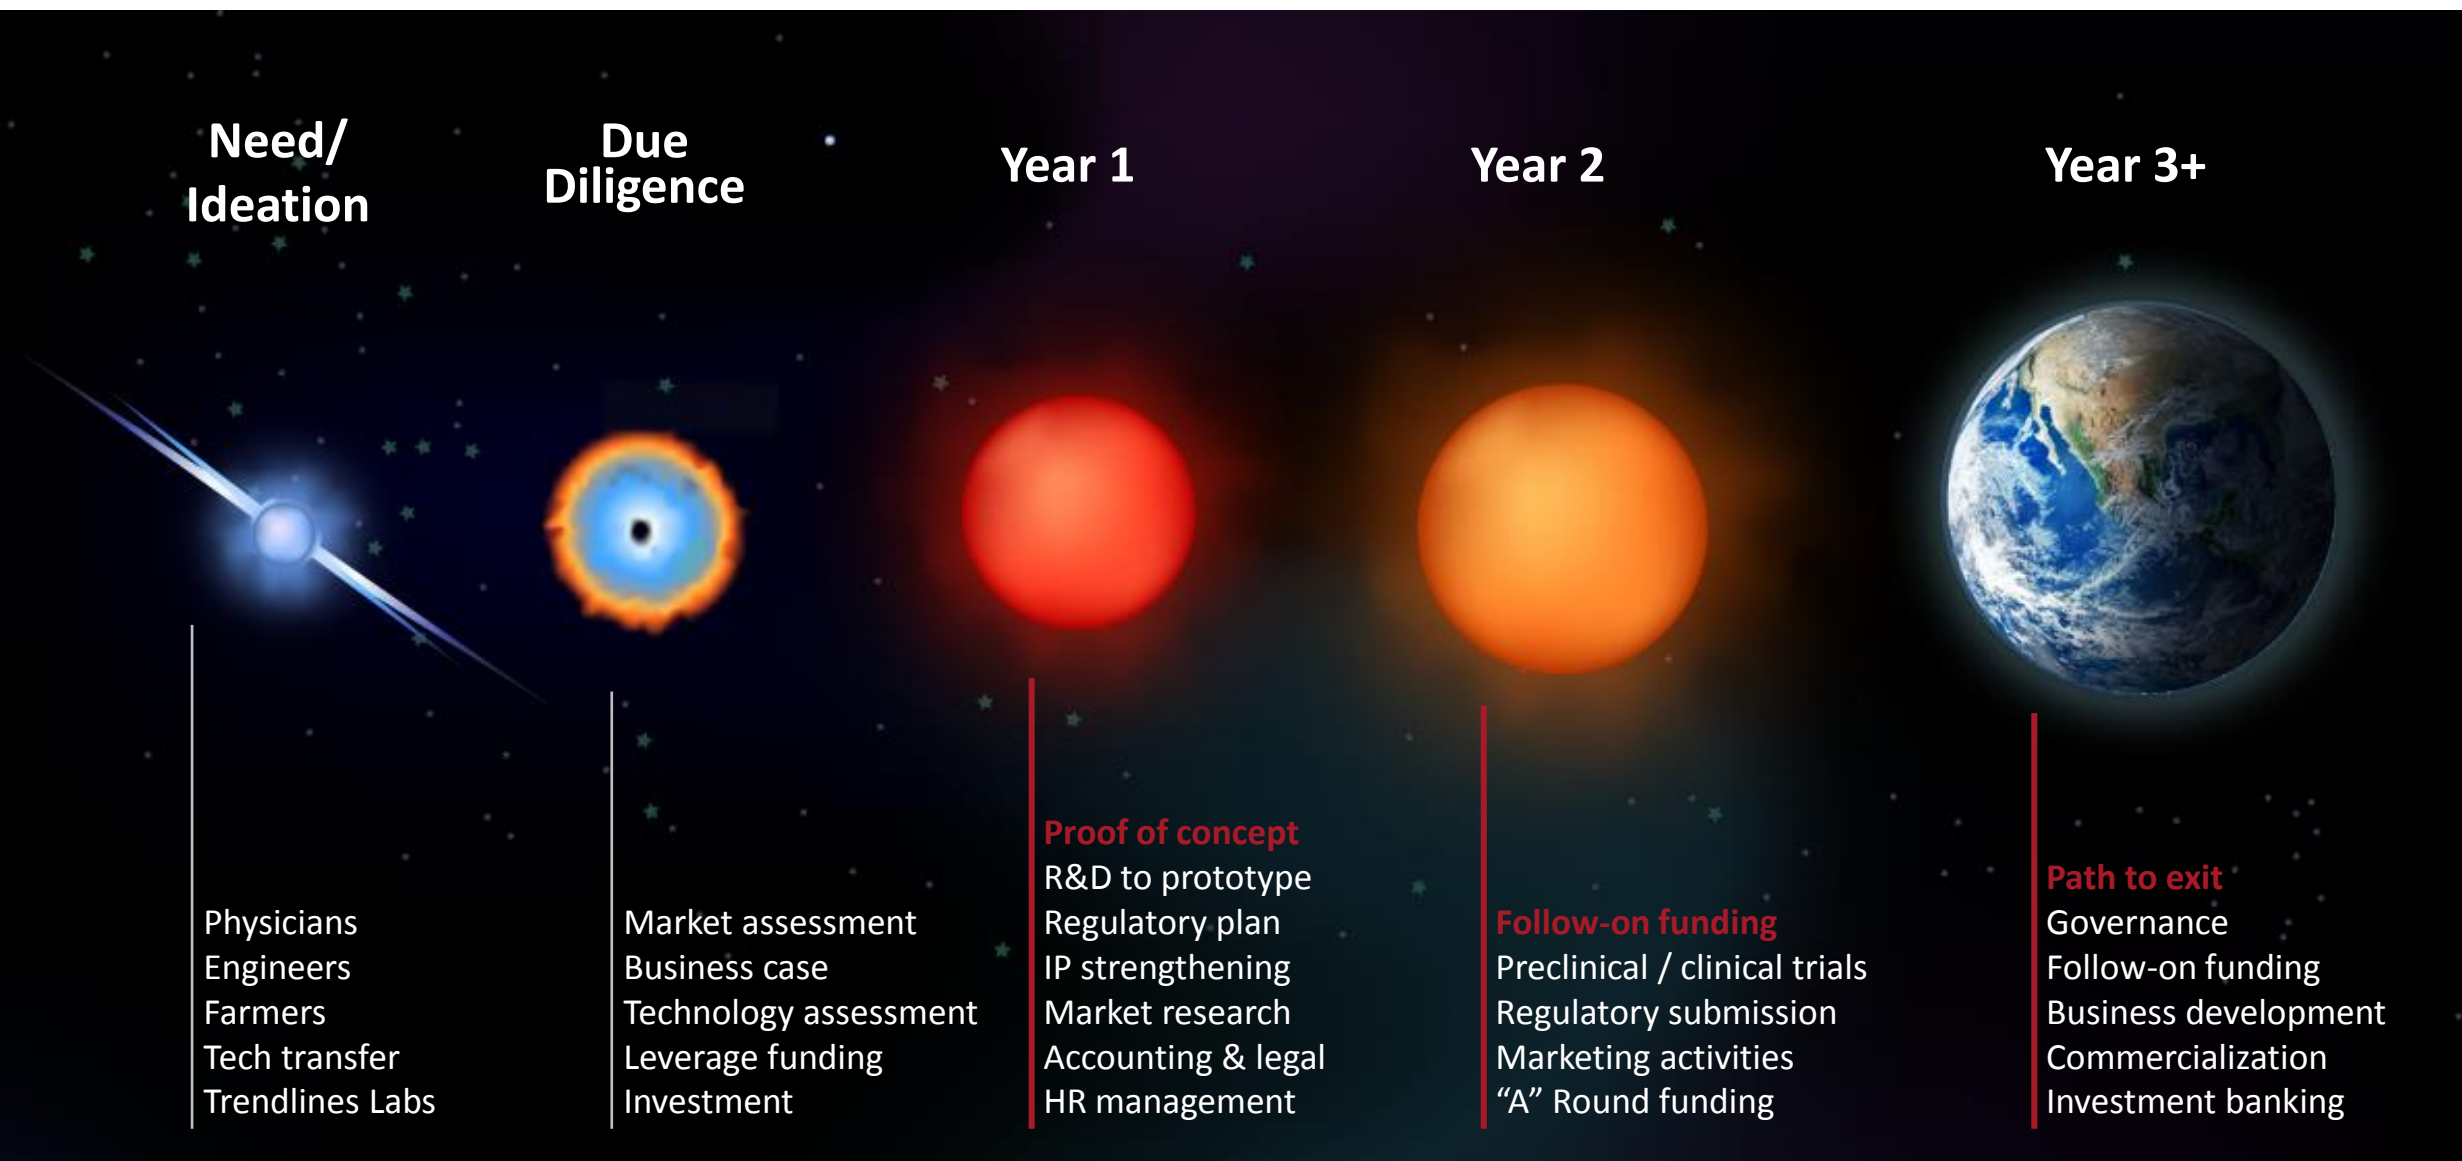 Need/
Ideation
Due
Diligence
Year 1
Year 2
Year 3+
Physicians
Engineers
Farmers
Tech transfer
Trendlines Labs
Market assessment
Business case
Technology assessment
Leverage funding
Investment
Proof of concept
R&D to prototype
Regulatory plan
IP strengthening
Market research
Accounting & legal
HR management
Follow-on funding
Preclinical / clinical trials
Regulatory submission
Marketing activities
“A” Round funding
Path to exit
Governance
Follow-on funding
Business development
Commercialization
Investment banking